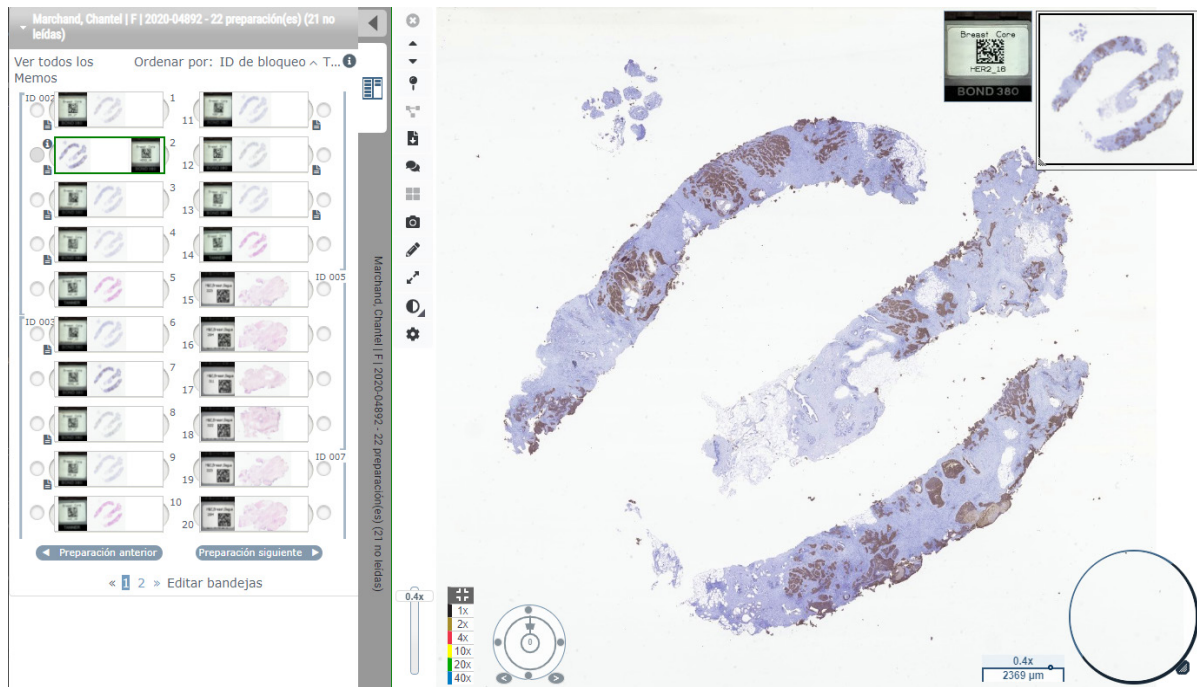 Marchand, Chantel | F | 2020-04892 - 22 preparación(es) (21 no
leídas)
Ver todos los
Memos
Ordenar por: ID de bloqueo ^ T...
ID 002
1
11
2
12
3
13
4
14
5
ID 005
15
ID 003
6
16
7
17
8
18
9
ID 007
19
10
20
Preparación anterior
Preparación siguiente
« 1 2 » Editar bandejas
Marchand, Chantel | F | 2020-04892 - 22 preparación(es) (21 no leídas)
0.4x
1x
2x
4x
10x
20x
40x
0
Breast Core
HER2_16
BOND 380
0.4x
2369 µm